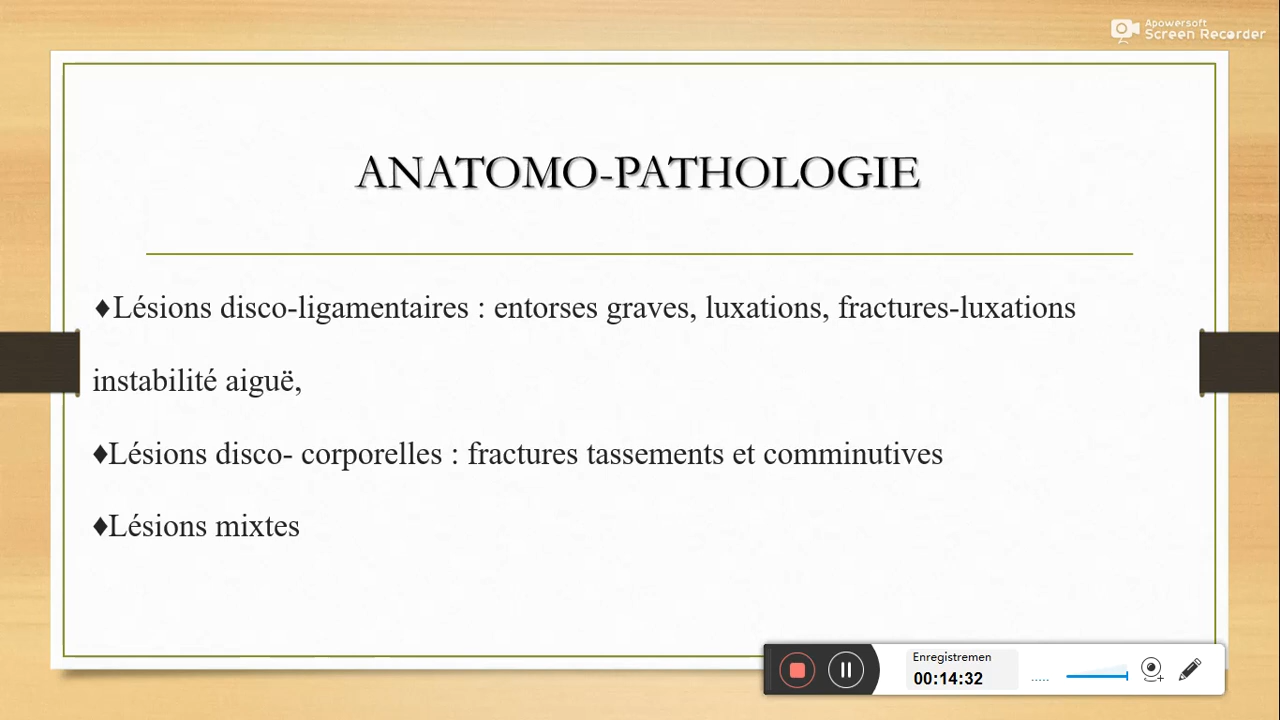 Apowersoft
Screen Recorder
ANATOMO-PATHOLOGIE
♦Lésions disco-ligamentaires : entorses graves, luxations, fractures-luxations
instabilité aiguë,
♦Lésions disco- corporelles : fractures tassements et comminutives
♦Lésions mixtes
Enregistremen
00:14:32